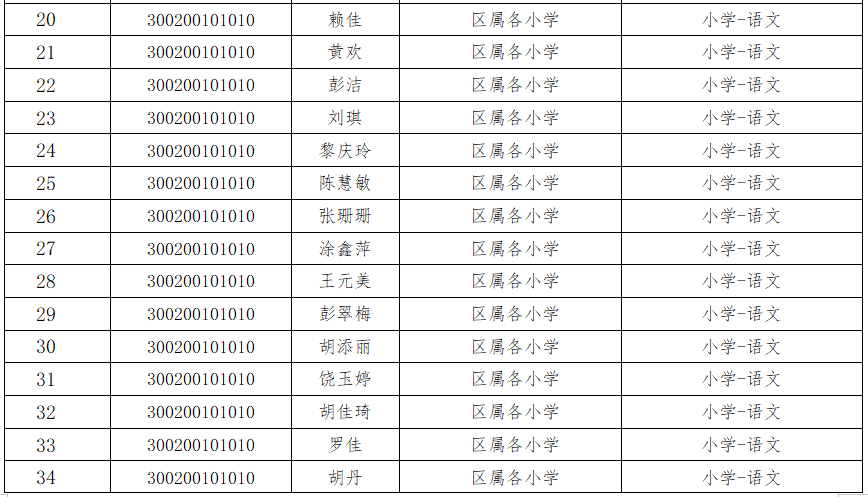 20 300200101010 赖佳 区属各小学 小学-语文
21 300200101010 黄欢 区属各小学 小学-语文
22 300200101010 彭洁 区属各小学 小学-语文
23 300200101010 刘琪 区属各小学 小学-语文
24 300200101010 黎庆玲 区属各小学 小学-语文
25 300200101010 陈慧敏 区属各小学 小学-语文
26 300200101010 张珊珊 区属各小学 小学-语文
27 300200101010 涂鑫萍 区属各小学 小学-语文
28 300200101010 王元美 区属各小学 小学-语文
29 300200101010 彭翠梅 区属各小学 小学-语文
30 300200101010 胡添丽 区属各小学 小学-语文
31 300200101010 饶玉婷 区属各小学 小学-语文
32 300200101010 胡佳琦 区属各小学 小学-语文
33 300200101010 罗佳 区属各小学 小学-语文
34 300200101010 胡丹 区属各小学 小学-语文